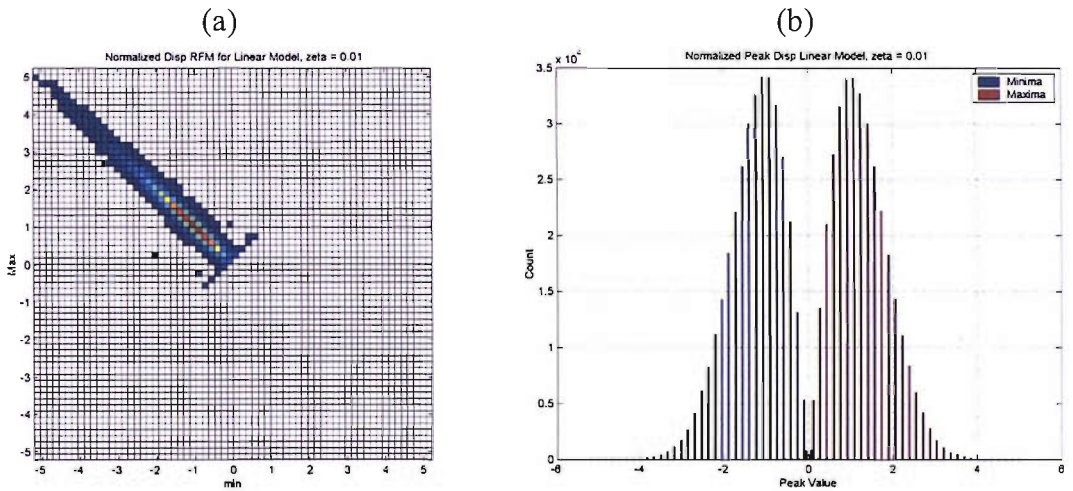 (a)
Normalized Disp RFM for Linear Model, zeta = 0.01
5
4
3
2
1
0
-1
2
3
4
-5
Max
-5 -4 -3 -2 -1 0 1 2 3 4 5
min
(b)
Normalized Peak Disp Linear Model, zeta = 0.01
x 10^4
3.5
3
2.5
2
1.5
1
0.5
0
Count
-8 -6 -4 -2 0 2 4 6
Peak Value
Minima
Maxima